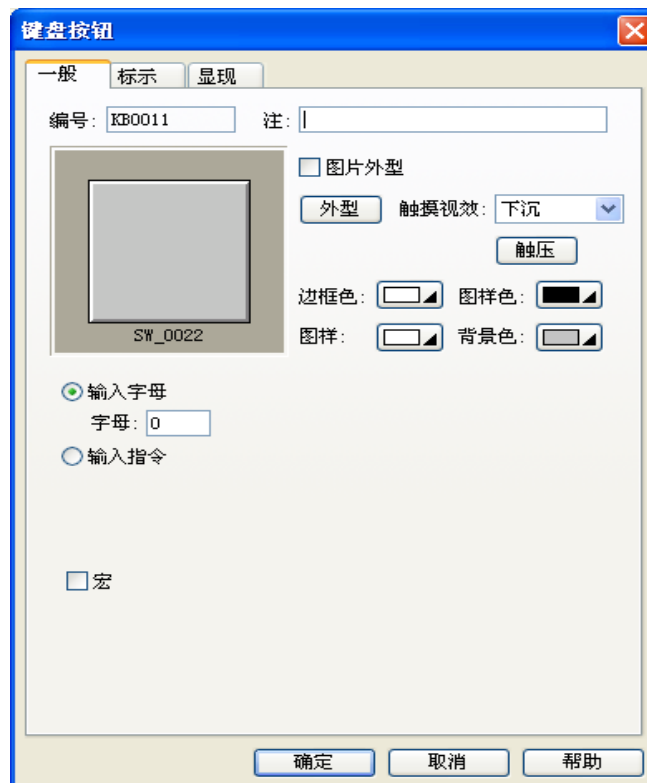 键盘按钮
一般 标示 显现
编号: KB0011 注:
图片外型
外型 触摸视效: 下沉
触压
边框色: 图样色:
SW_0022
图样: 背景色:
输入字母
字母: 0
输入指令
宏
确定 取消 帮助